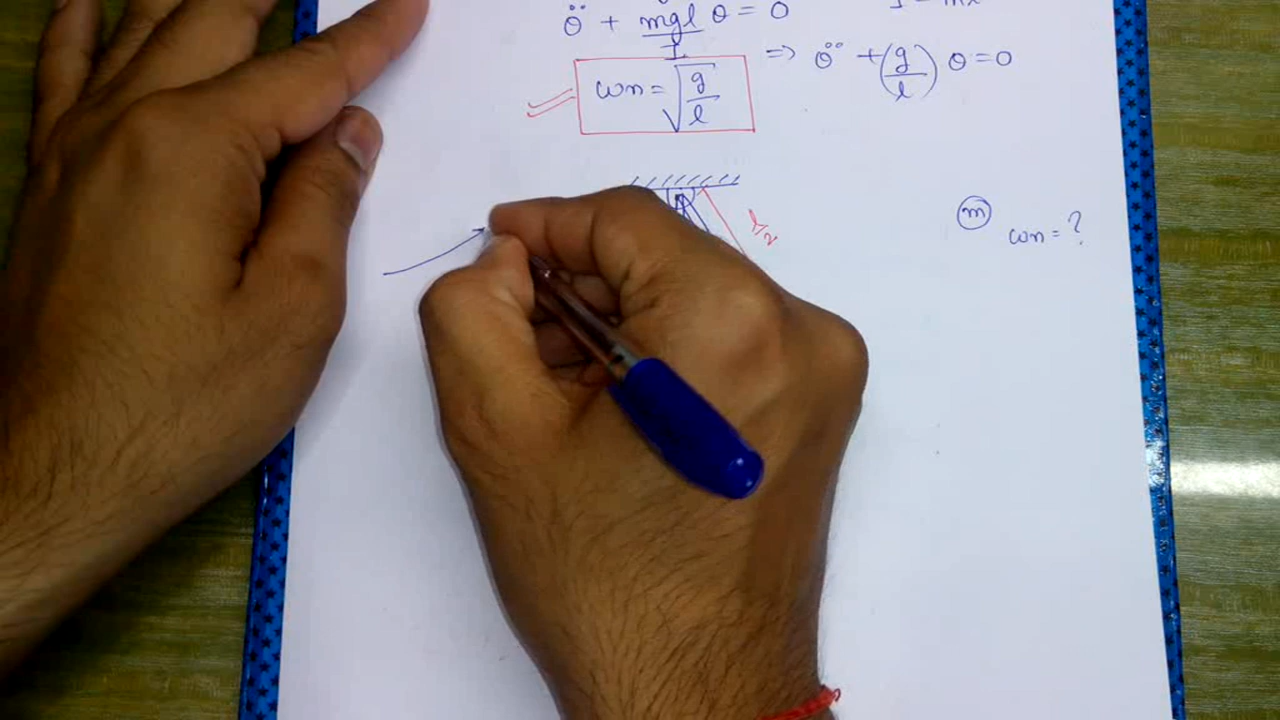 θ̈ + mgl/I θ = 0
⇒ θ̈ + (g/l) θ = 0
ωn = √(g/l)
l/2
m
ωn = ?